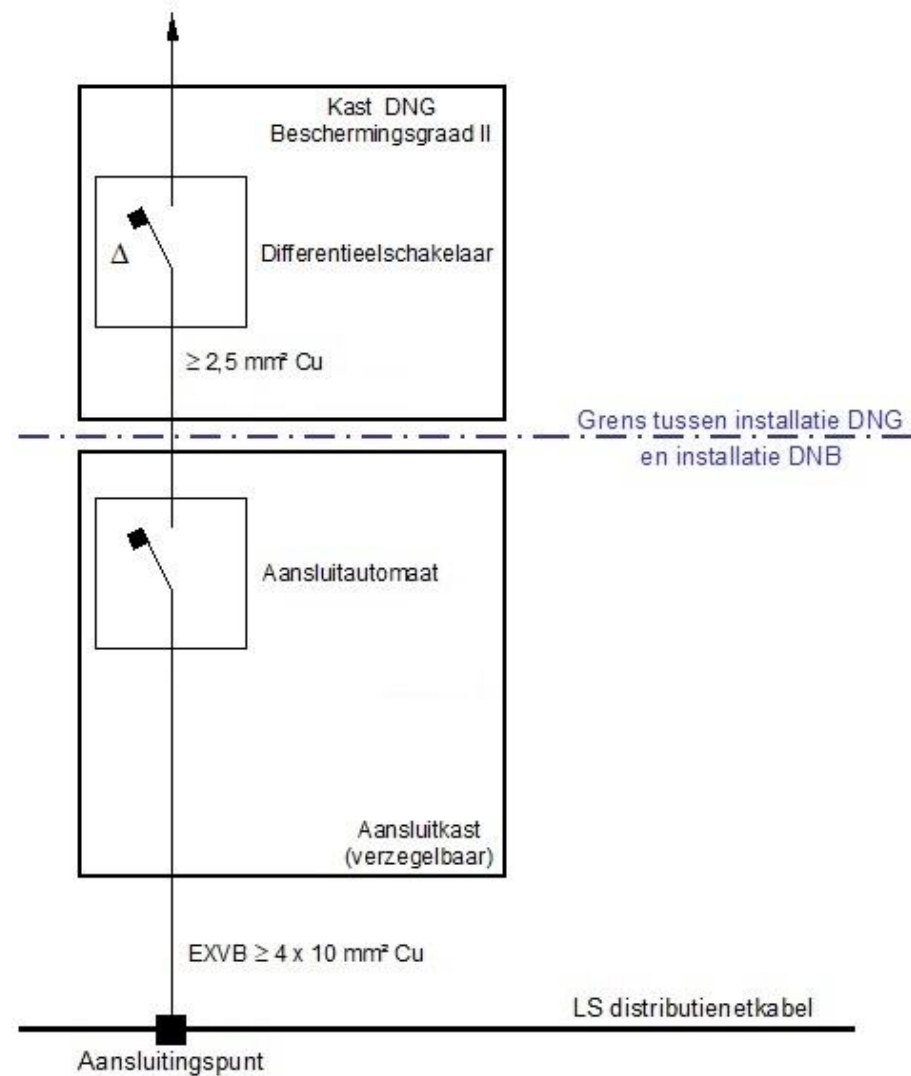 Kast DNG
Beschermingsgraad II
Δ
Differentieelschakelaar
≥ 2,5 mm² Cu
Grens tussen installatie DNG
en installatie DNB
Aansluitautomaat
Aansluitkast
(verzegelbaar)
EXVB ≥ 4 x 10 mm² Cu
LS distributienetkabel
Aansluitingspunt